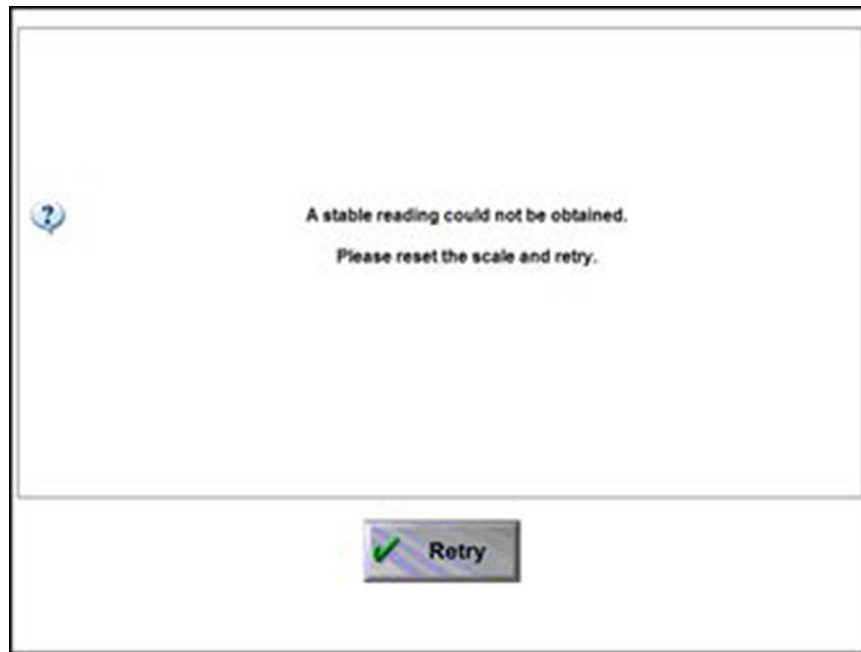 A stable reading could not be obtained.
Please reset the scale and retry.
Retry